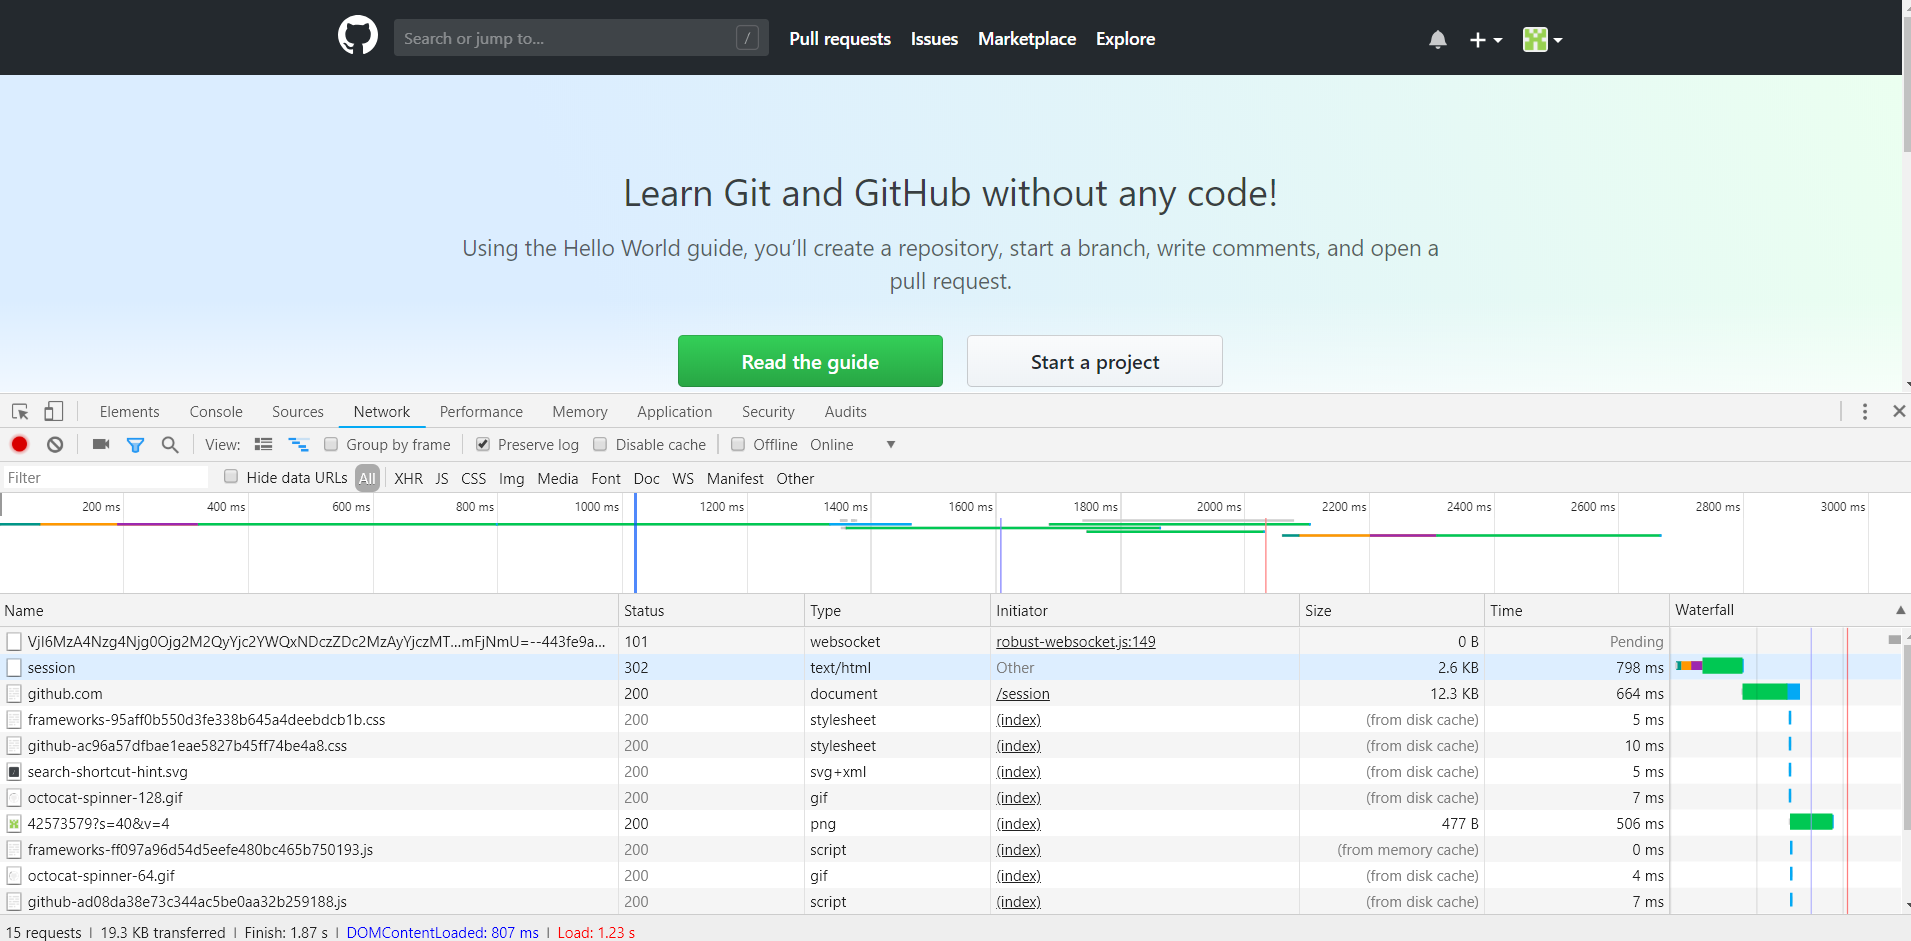 Search or jump to... / Pull requests Issues Marketplace Explore
Learn Git and GitHub without any code!
Using the Hello World guide, you’ll create a repository, start a branch, write comments, and open a
pull request.
Read the guide Start a project
Elements Console Sources Network Performance Memory Application Security Audits
View: Group by frame Preserve log Disable cache Offline Online
Filter Hide data URLs All XHR JS CSS Img Media Font Doc WS Manifest Other
200 ms 400 ms 600 ms 800 ms 1000 ms 1200 ms 1400 ms 1600 ms 1800 ms 2000 ms 2200 ms 2400 ms 2600 ms 2800 ms 3000 ms
Name Status Type Initiator Size Time Waterfall
101 websocket robust-websocket.js:149 0 B Pending
session 302 text/html Other 2.6 KB 798 ms
github.com 200 document /session 12.3 KB 664 ms
frameworks-95aff0b550d3fe338b645a4deebdcb1b.css 200 stylesheet (index) (from disk cache) 5 ms
github-ac96a57dfbae1eae5827b45ff74be4a8.css 200 stylesheet (index) (from disk cache) 10 ms
search-shortcut-hint.svg 200 svg+xml (index) (from disk cache) 5 ms
octocat-spinner-128.gif 200 gif (index) (from disk cache) 7 ms
42573579?s=40&v=4 200 png (index) 477 B 506 ms
frameworks-ff097a96d54d5eefe480bc465b750193.js 200 script (index) (from memory cache) 0 ms
octocat-spinner-64.gif 200 gif (index) (from disk cache) 4 ms
github-ad08da38e73c344ac5be0aa32b259188.js 200 script (index) (from disk cache) 7 ms
15 requests | 19.3 KB transferred | Finish: 1.87 s | DOMContentLoaded: 807 ms | Load: 1.23 s